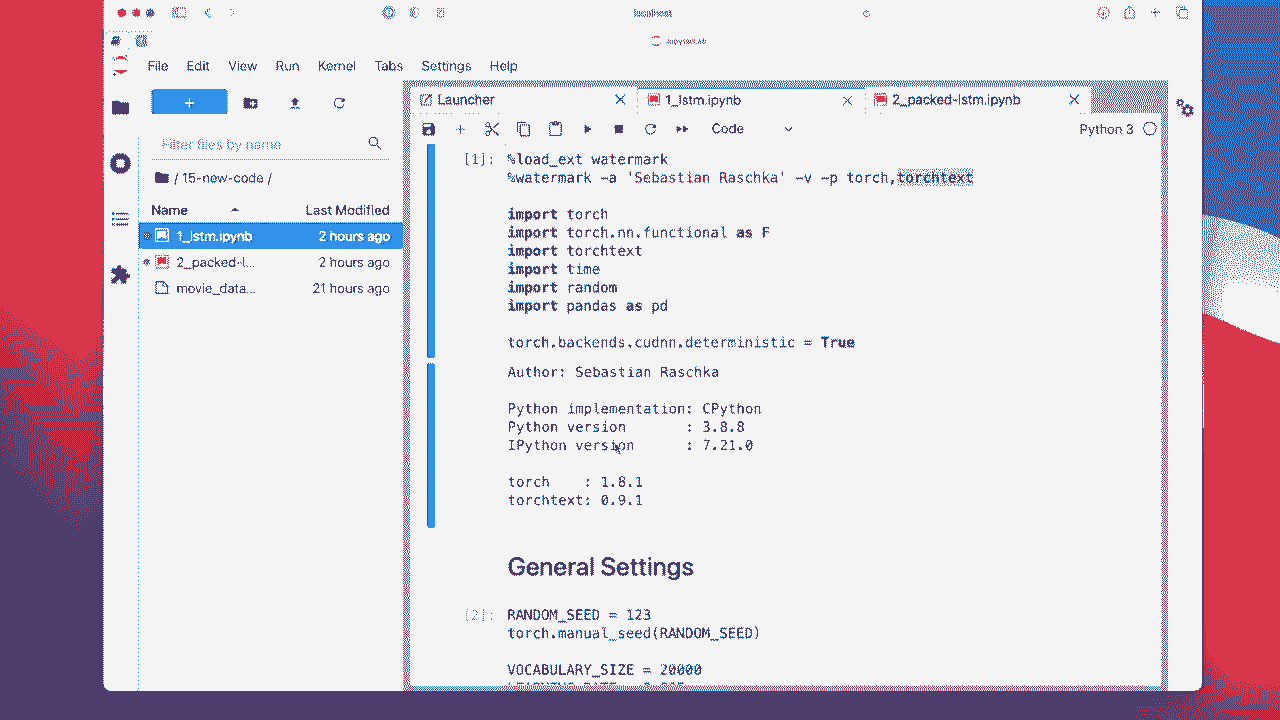 localhost
JupyterLab
File Edit View Run Kernel Tabs Settings Help
+
Launcher
1_lstm.ipynb
2_packed-lstm.ipynb
Code
Python 3
Filter files by name
/ 15-new-code /
Name Last Modified
1_lstm.ipynb 2 hours ago
2_packed-l... 2 hours ago
movie_data... 21 hours ago
[1]: %load_ext watermark
%watermark -a 'Sebastian Raschka' -v -p torch,torchtext
import torch
import torch.nn.functional as F
import torchtext
import time
import random
import pandas as pd
torch.backends.cudnn.deterministic = True
Author: Sebastian Raschka
Python implementation: CPython
Python version : 3.8.8
IPython version : 7.21.0
torch : 1.8.1
torchtext: 0.9.1
General Settings
[2]: RANDOM_SEED = 123
torch.manual_seed(RANDOM_SEED)
VOCABULARY_SIZE = 20000